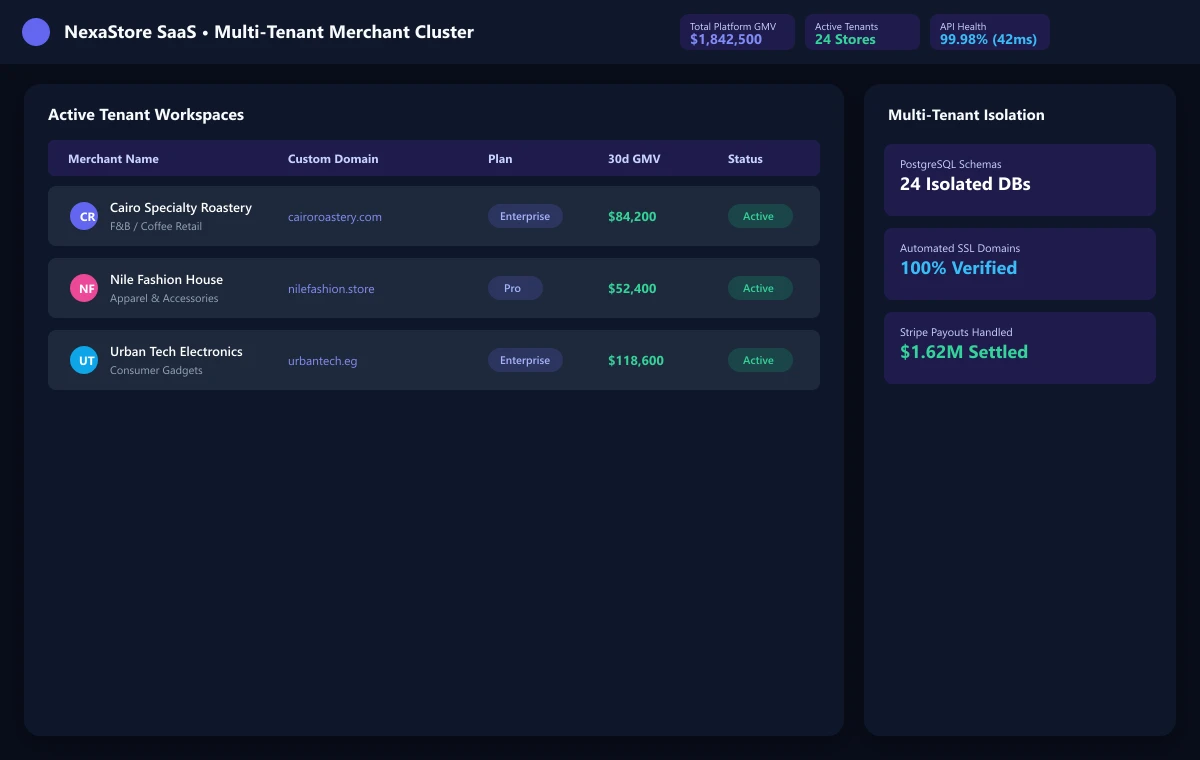 NexaStore SaaS • Multi-Tenant Merchant Cluster
Total Platform GMV
$1,842,500
Active Tenants
24 Stores
API Health
99.98% (42ms)
Active Tenant Workspaces
Merchant Name Custom Domain Plan 30d GMV Status
CR Cairo Specialty Roastery
F&B / Coffee Retail
cairoroastery.com Enterprise $84,200 Active
NF Nile Fashion House
Apparel & Accessories
nilefashion.store Pro $52,400 Active
UT Urban Tech Electronics
Consumer Gadgets
urbantech.eg Enterprise $118,600 Active
Multi-Tenant Isolation
PostgreSQL Schemas
24 Isolated DBs
Automated SSL Domains
100% Verified
Stripe Payouts Handled
$1.62M Settled